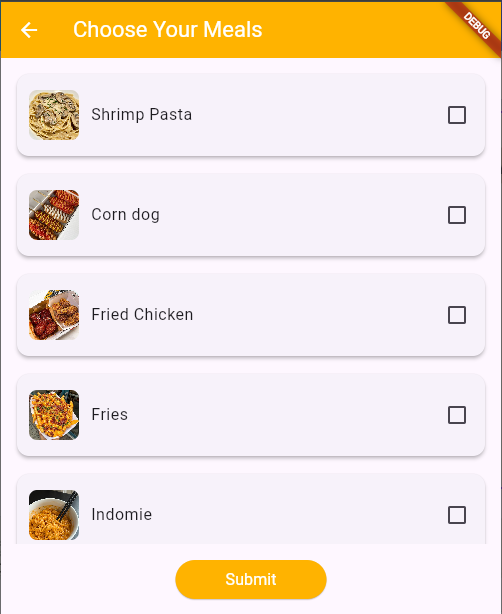 Choose Your Meals
DEBUG
Shrimp Pasta
Corn dog
Fried Chicken
Fries
Indomie
Submit